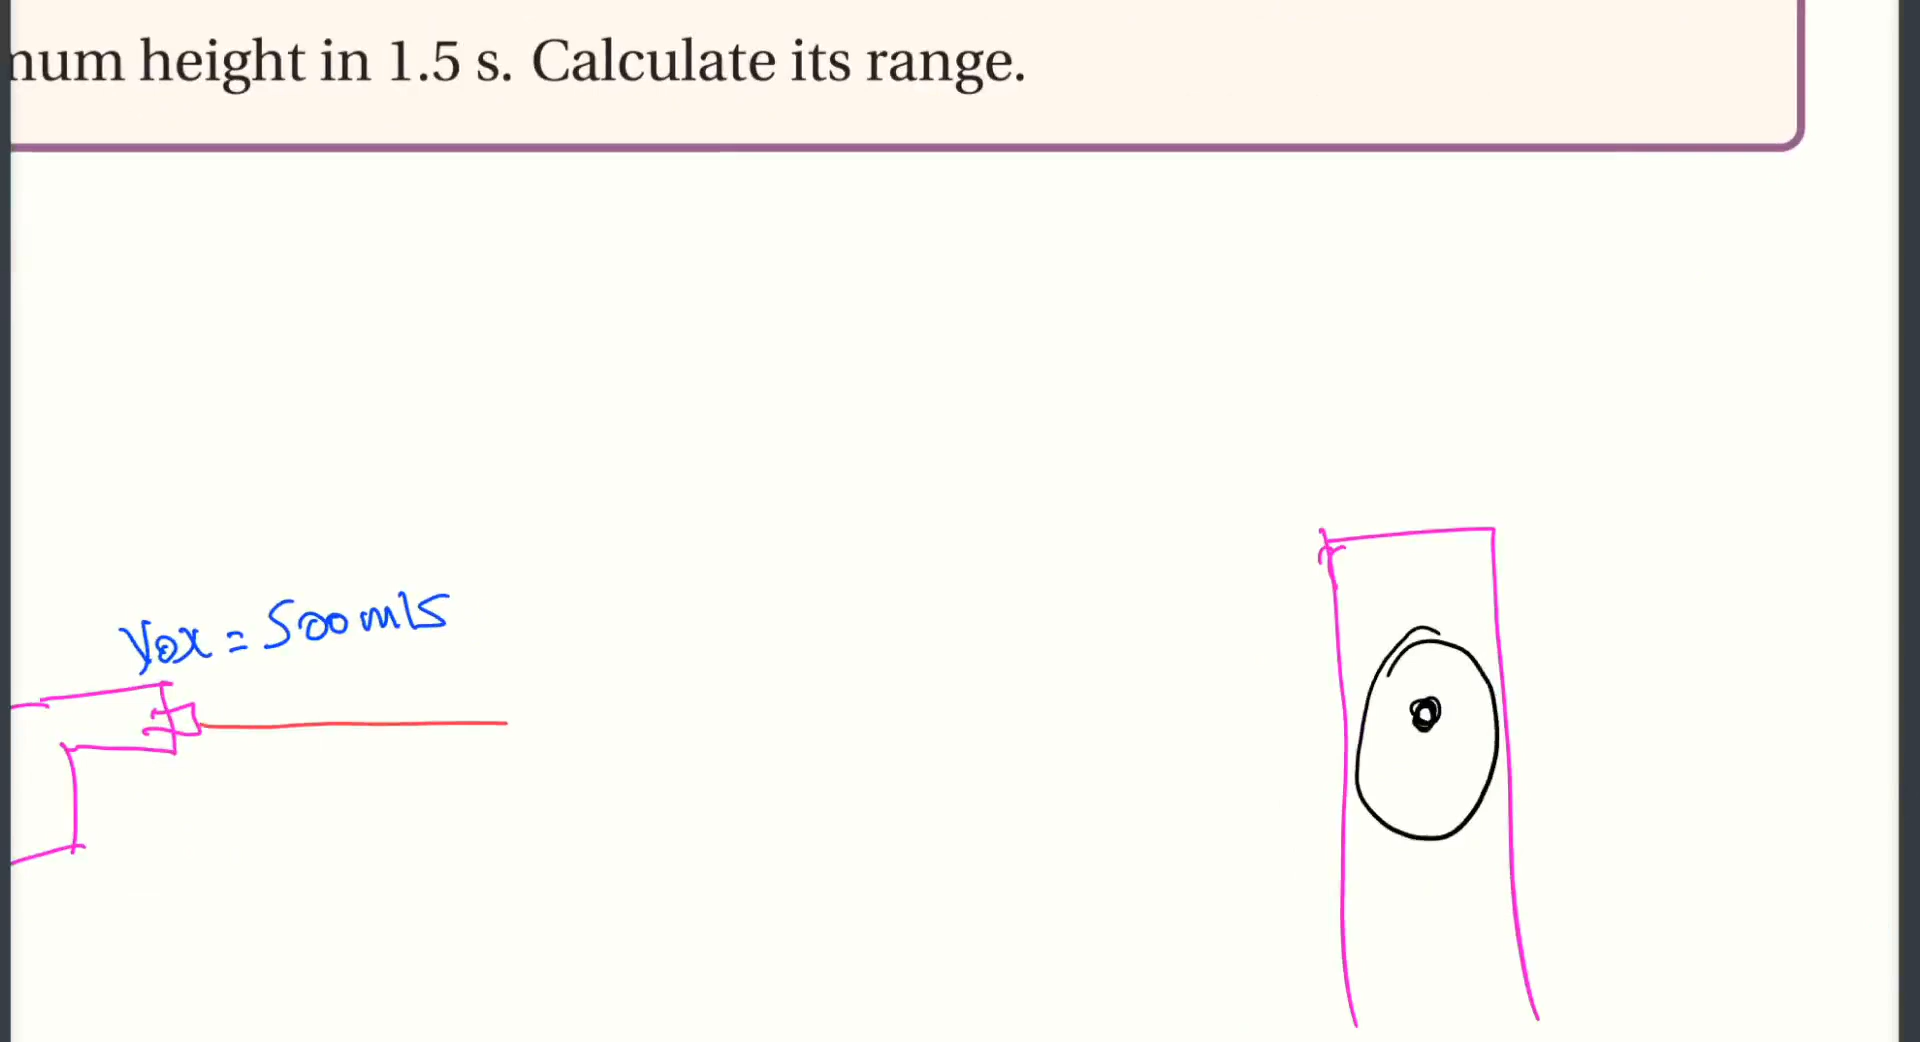 num height in 1.5 s. Calculate its range.
Vox = 500 m/s